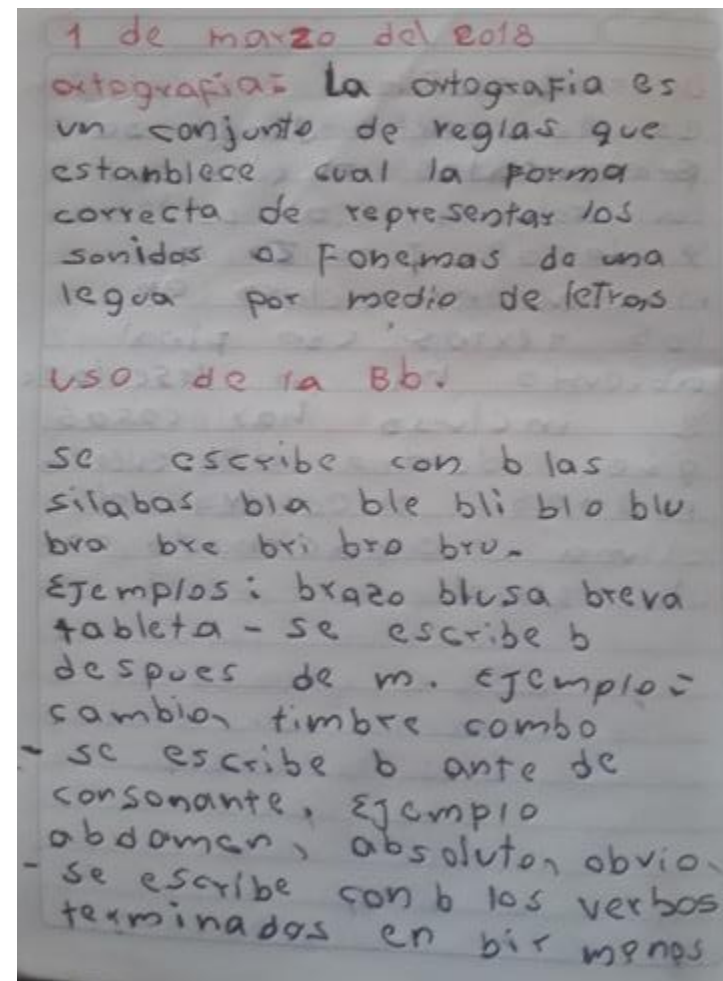 1 de marzo del 2018
ortografia: La ortografia es
un conjunto de reglas que
estanblece cual la forma
correcta de representar los
sonidos o Fonemas de una
legua por medio de letras
uso de la Bb.
se escribe con b las
silabas bla ble bli blo blu
bra bre bri bro bru.
Ejemplos: brazo blusa breva
tableta - se escribe b
despues de m. Ejemplo:
cambio, timbre combo
- se escribe b ante de
consonante, Ejemplo
abdomen, absoluto, obvio.
- se escribe con b los verbos
terminados en bir menos